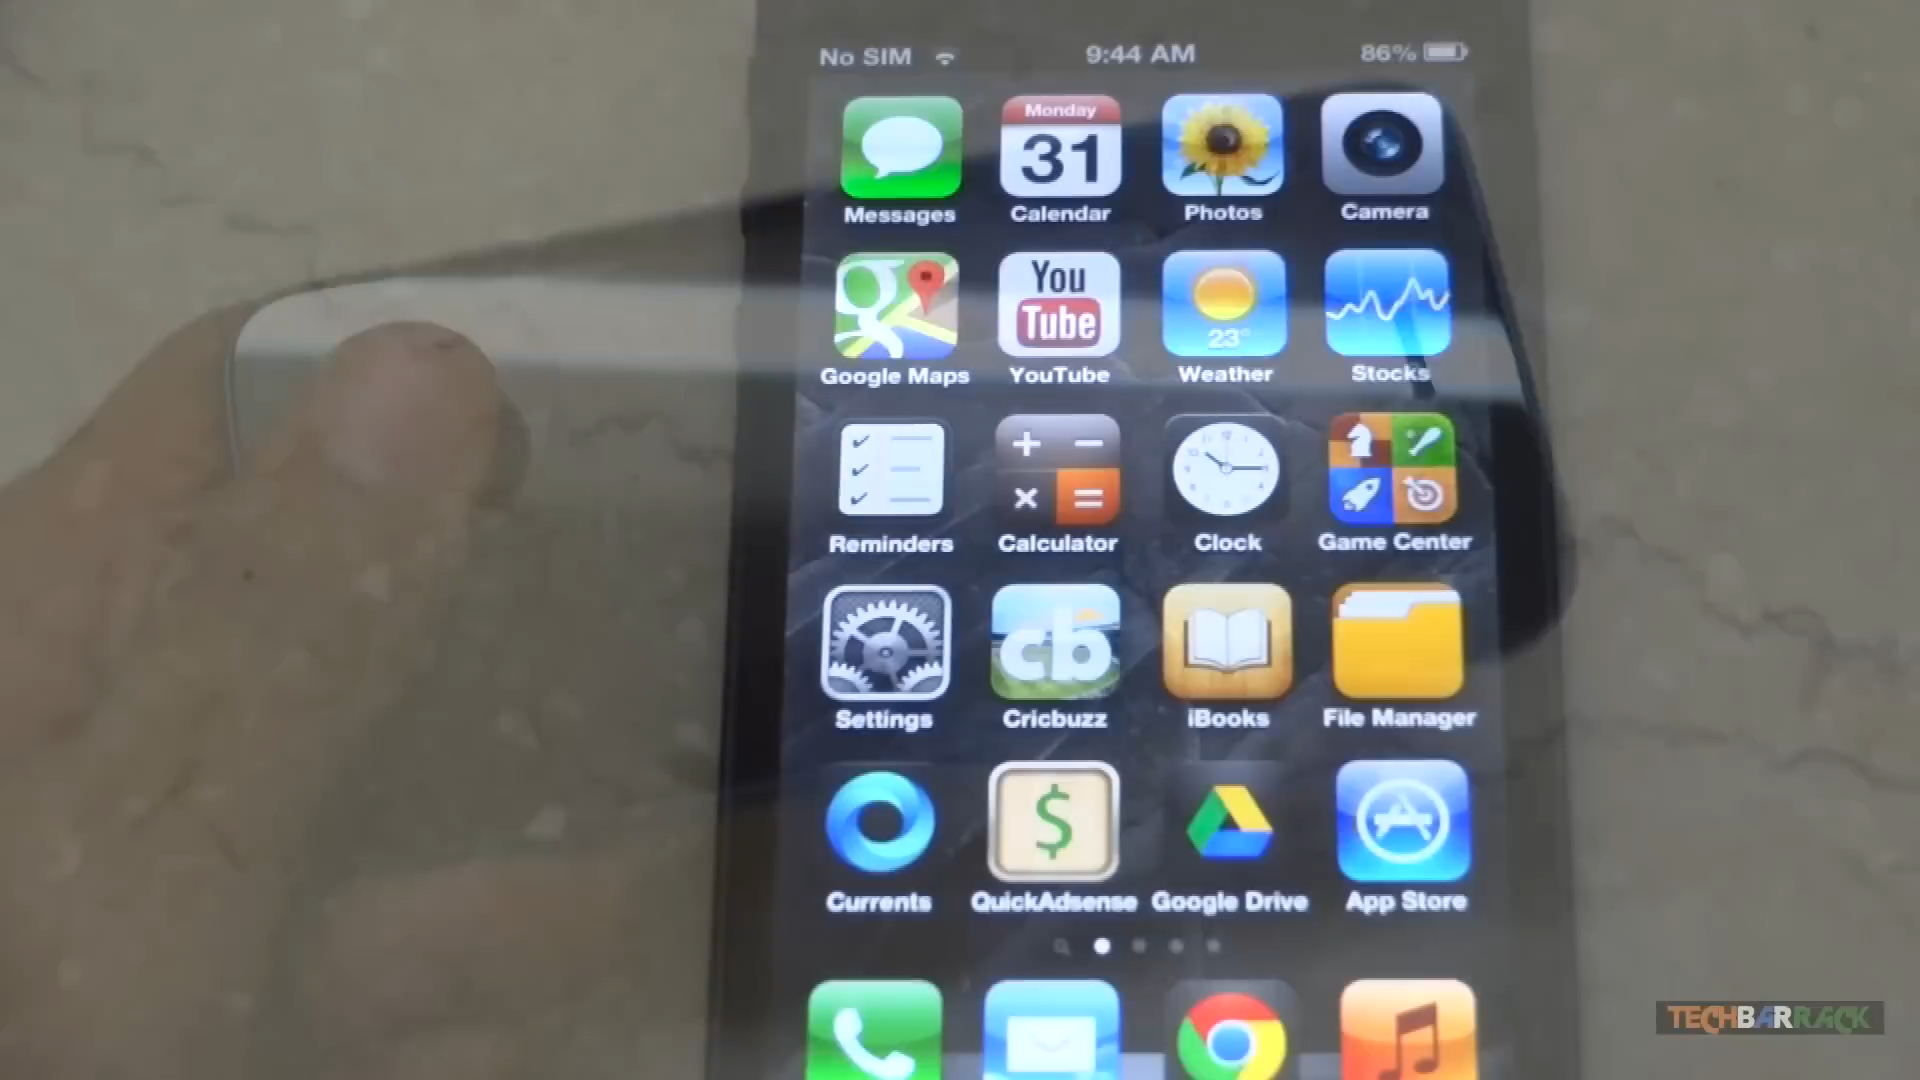 No SIM 9:44 AM 86%
Monday
31
Messages Calendar Photos Camera
You
Tube
23°
Google Maps YouTube Weather Stocks
Reminders Calculator Clock Game Center
cb
Settings Cricbuzz iBooks File Manager
$
Currents QuickAdsense Google Drive App Store
TECHBARRACK